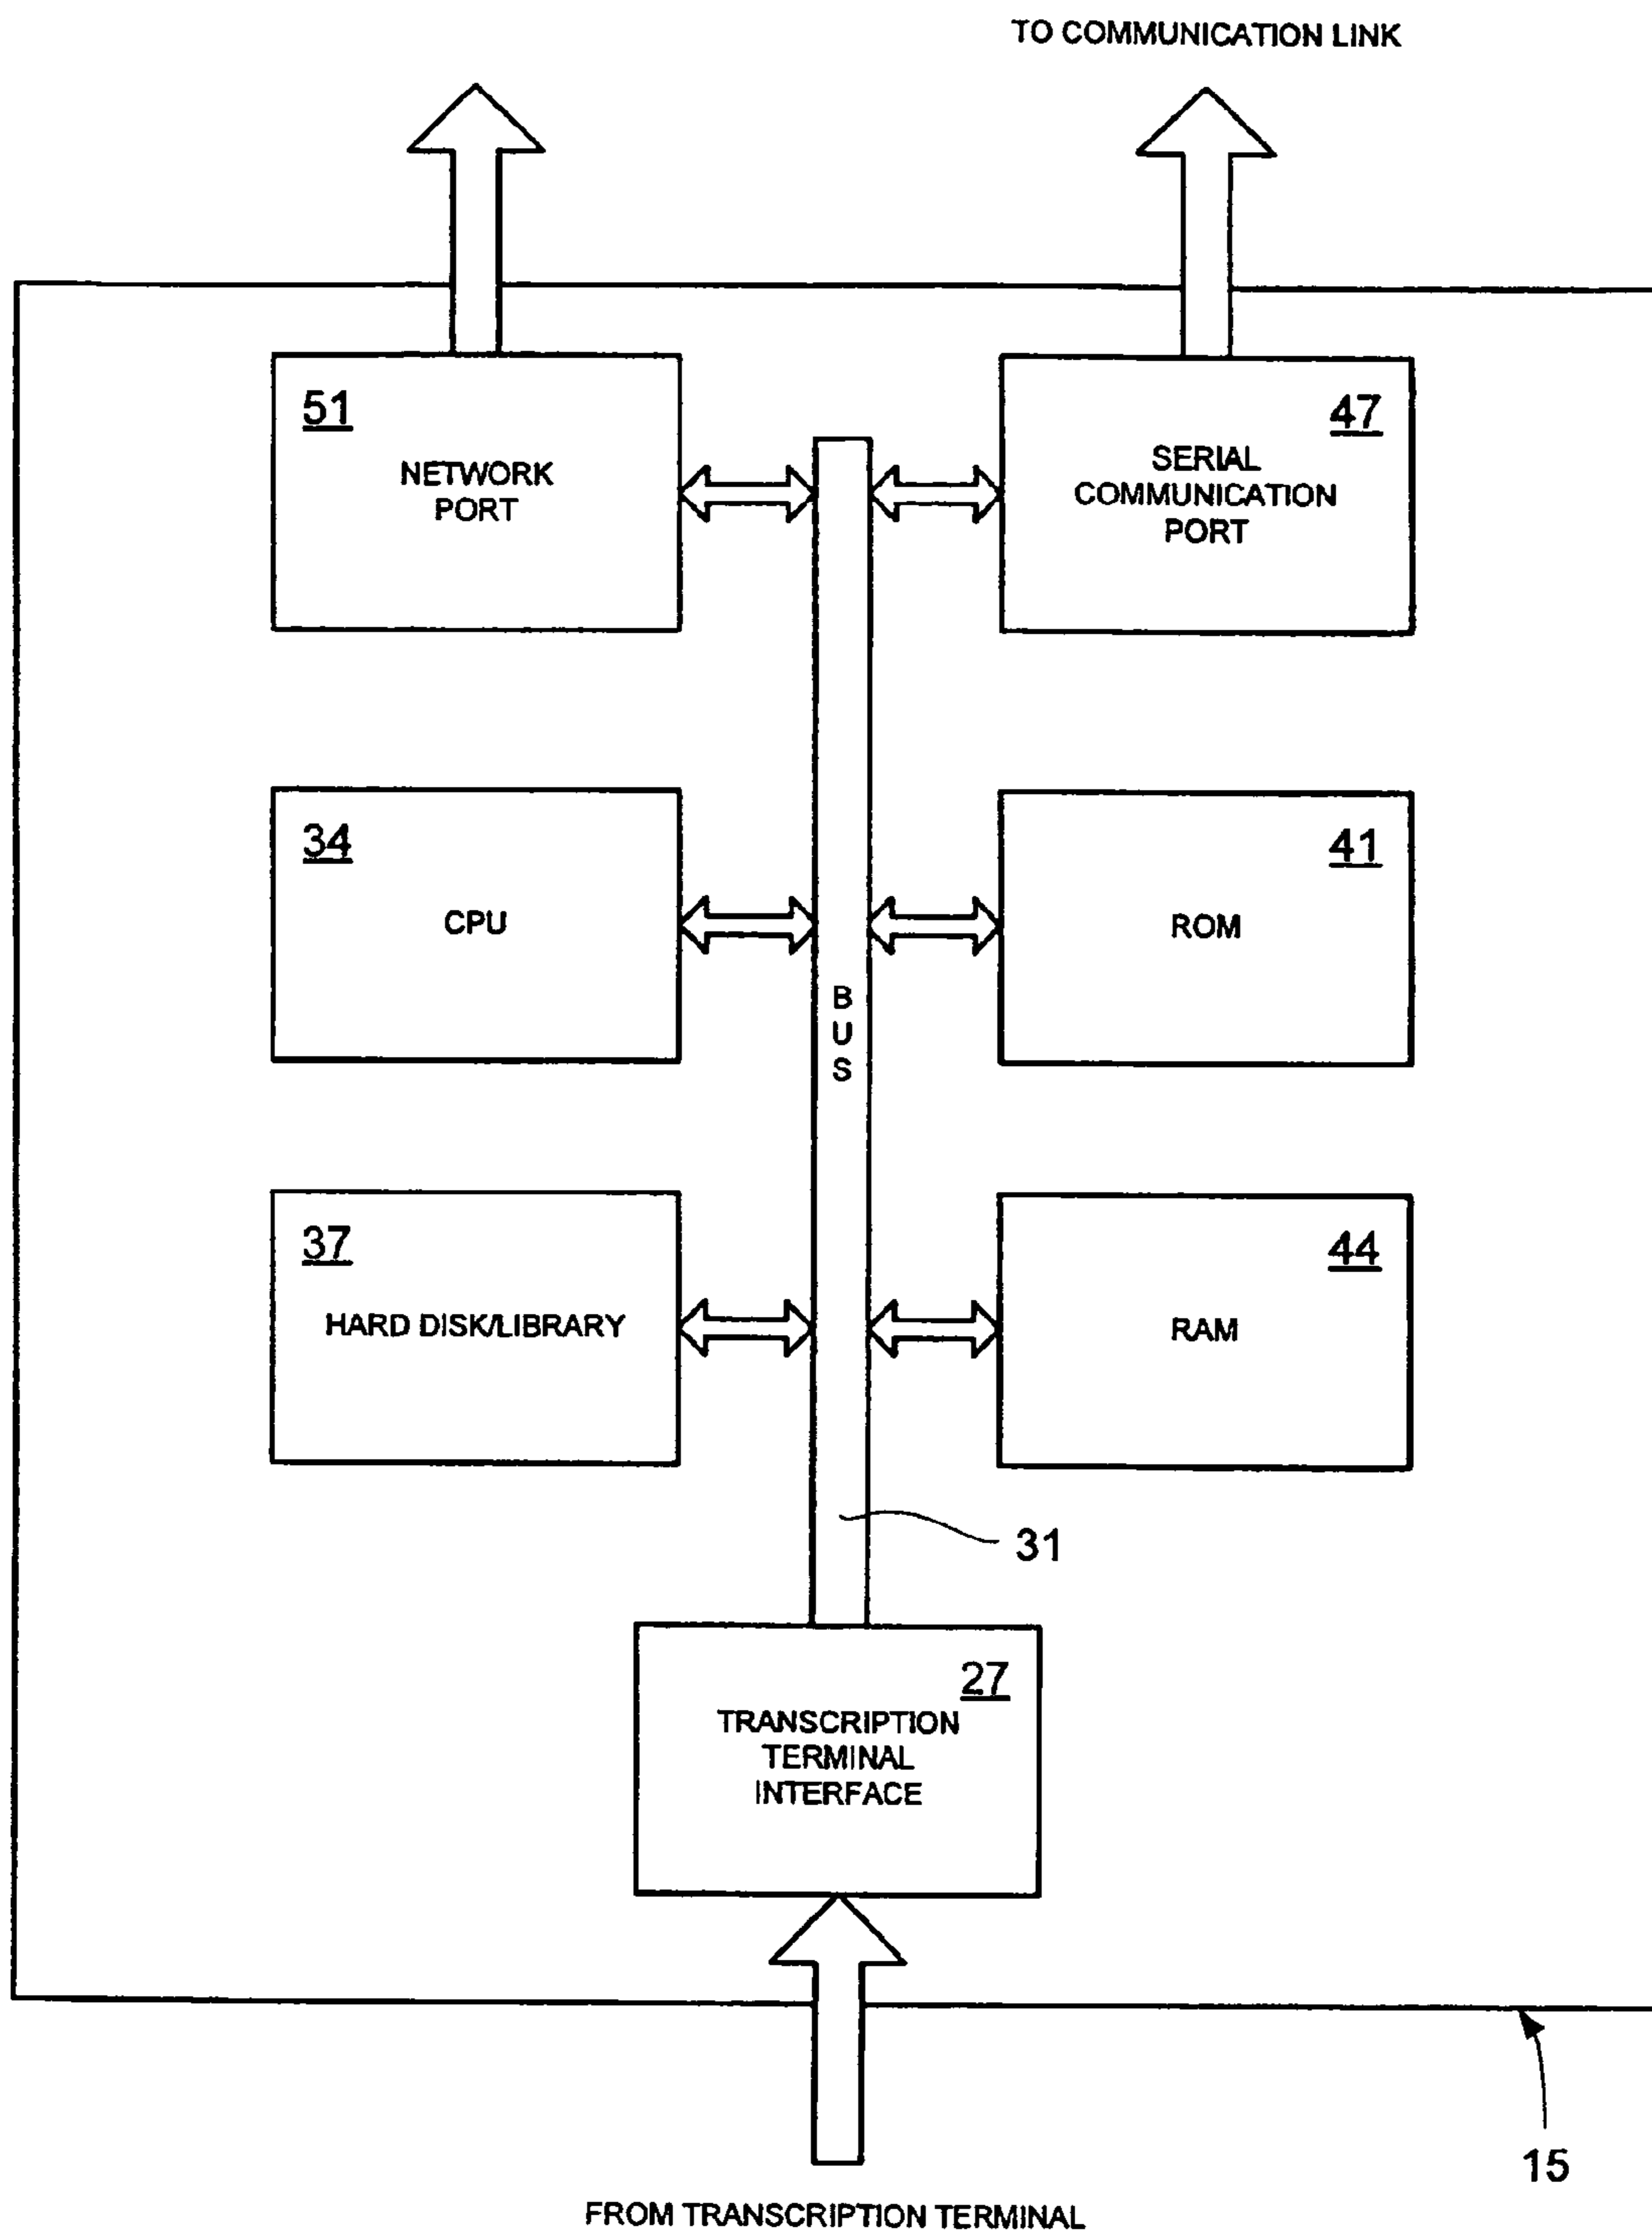 TO COMMUNICATION LINK
51
NETWORK
PORT
47
SERIAL
COMMUNICATION
PORT
34
CPU
41
ROM
B
U
S
37
HARD DISK/LIBRARY
44
RAM
31
27
TRANSCRIPTION
TERMINAL
INTERFACE
15
FROM TRANSCRIPTION TERMINAL